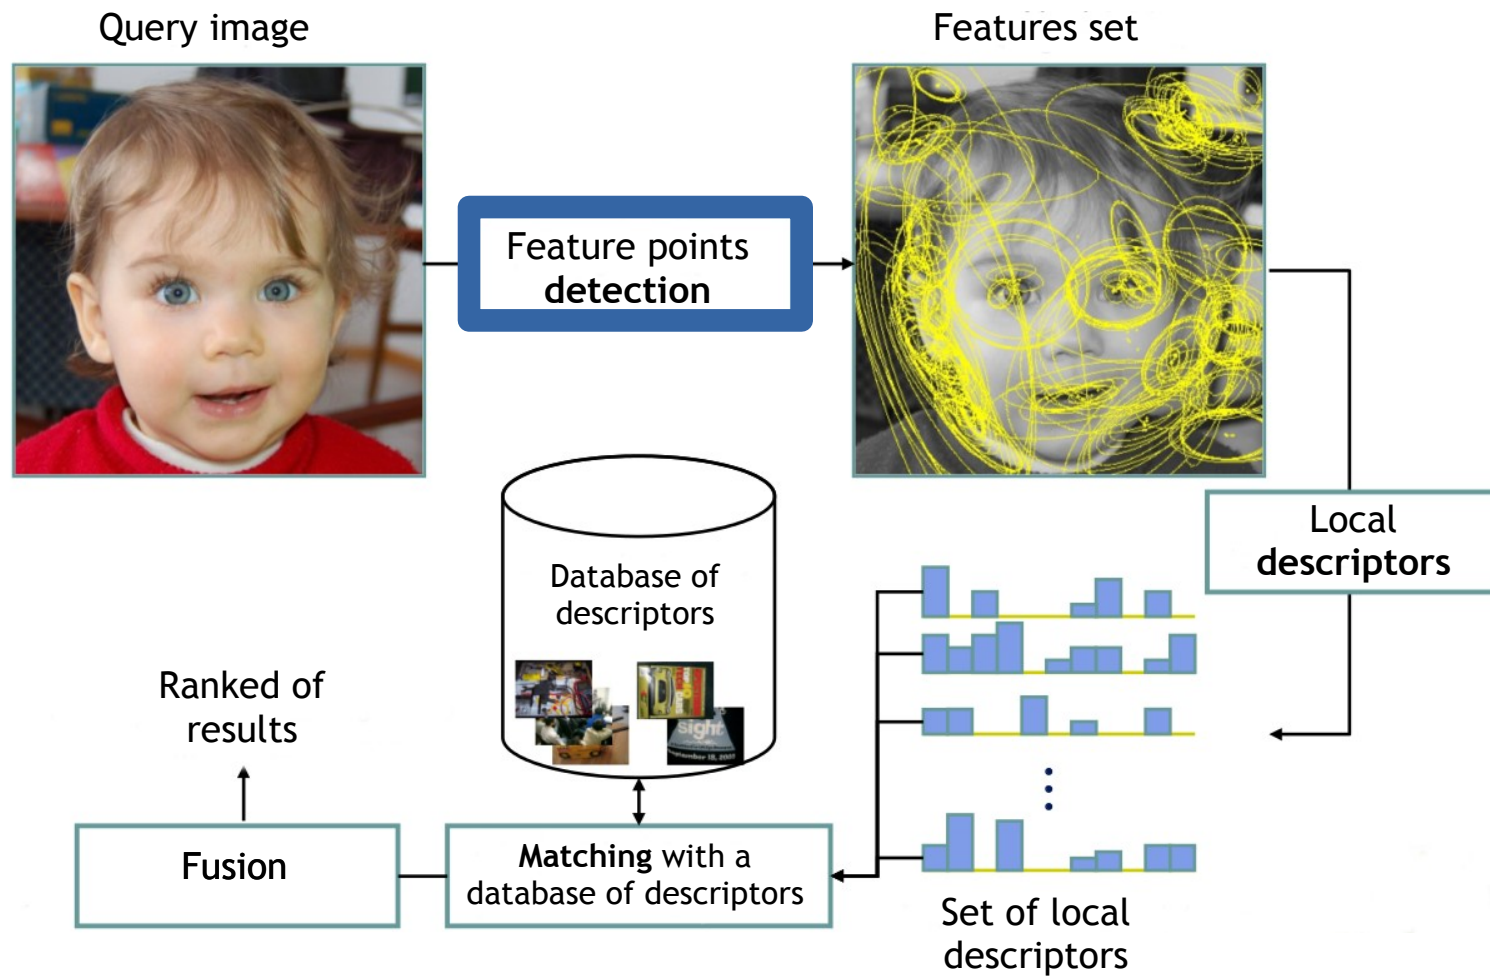 Query image
Features set
Feature points
detection
Local
descriptors
Database of
descriptors
sight
Ranked of
results
Fusion
Matching with a
database of descriptors
Set of local
descriptors